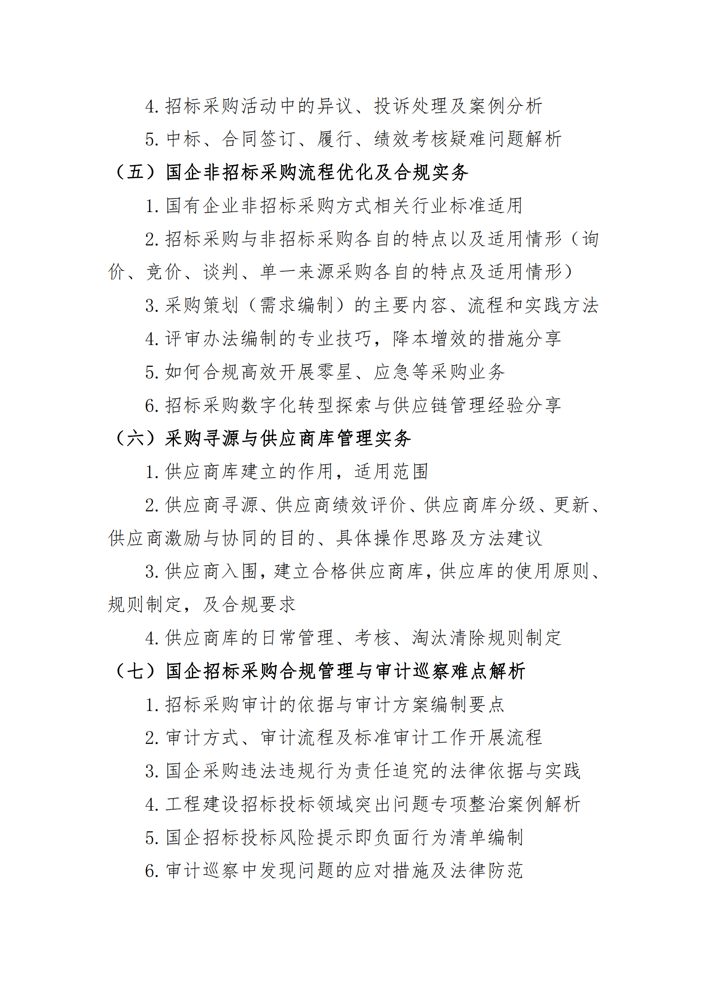 4.招标采购活动中的异议、投诉处理及案例分析
5.中标、合同签订、履行、绩效考核疑难问题解析
（五）国企非招标采购流程优化及合规实务
1.国有企业非招标采购方式相关行业标准适用
2.招标采购与非招标采购各自的特点以及适用情形（询
价、竞价、谈判、单一来源采购各自的特点及适用情形）
3.采购策划（需求编制）的主要内容、流程和实践方法
4.评审办法编制的专业技巧，降本增效的措施分享
5.如何合规高效开展零星、应急等采购业务
6.招标采购数字化转型探索与供应链管理经验分享
（六）采购寻源与供应商库管理实务
1.供应商库建立的作用，适用范围
2.供应商寻源、供应商绩效评价、供应商库分级、更新、
供应商激励与协同的目的、具体操作思路及方法建议
3.供应商入围，建立合格供应商库，供应库的使用原则、
规则制定，及合规要求
4.供应商库的日常管理、考核、淘汰清除规则制定
（七）国企招标采购合规管理与审计巡察难点解析
1.招标采购审计的依据与审计方案编制要点
2.审计方式、审计流程及标准审计工作开展流程
3.国企采购违法违规行为责任追究的法律依据与实践
4.工程建设招标投标领域突出问题专项整治案例解析
5.国企招标投标风险提示即负面行为清单编制
6.审计巡察中发现问题的应对措施及法律防范